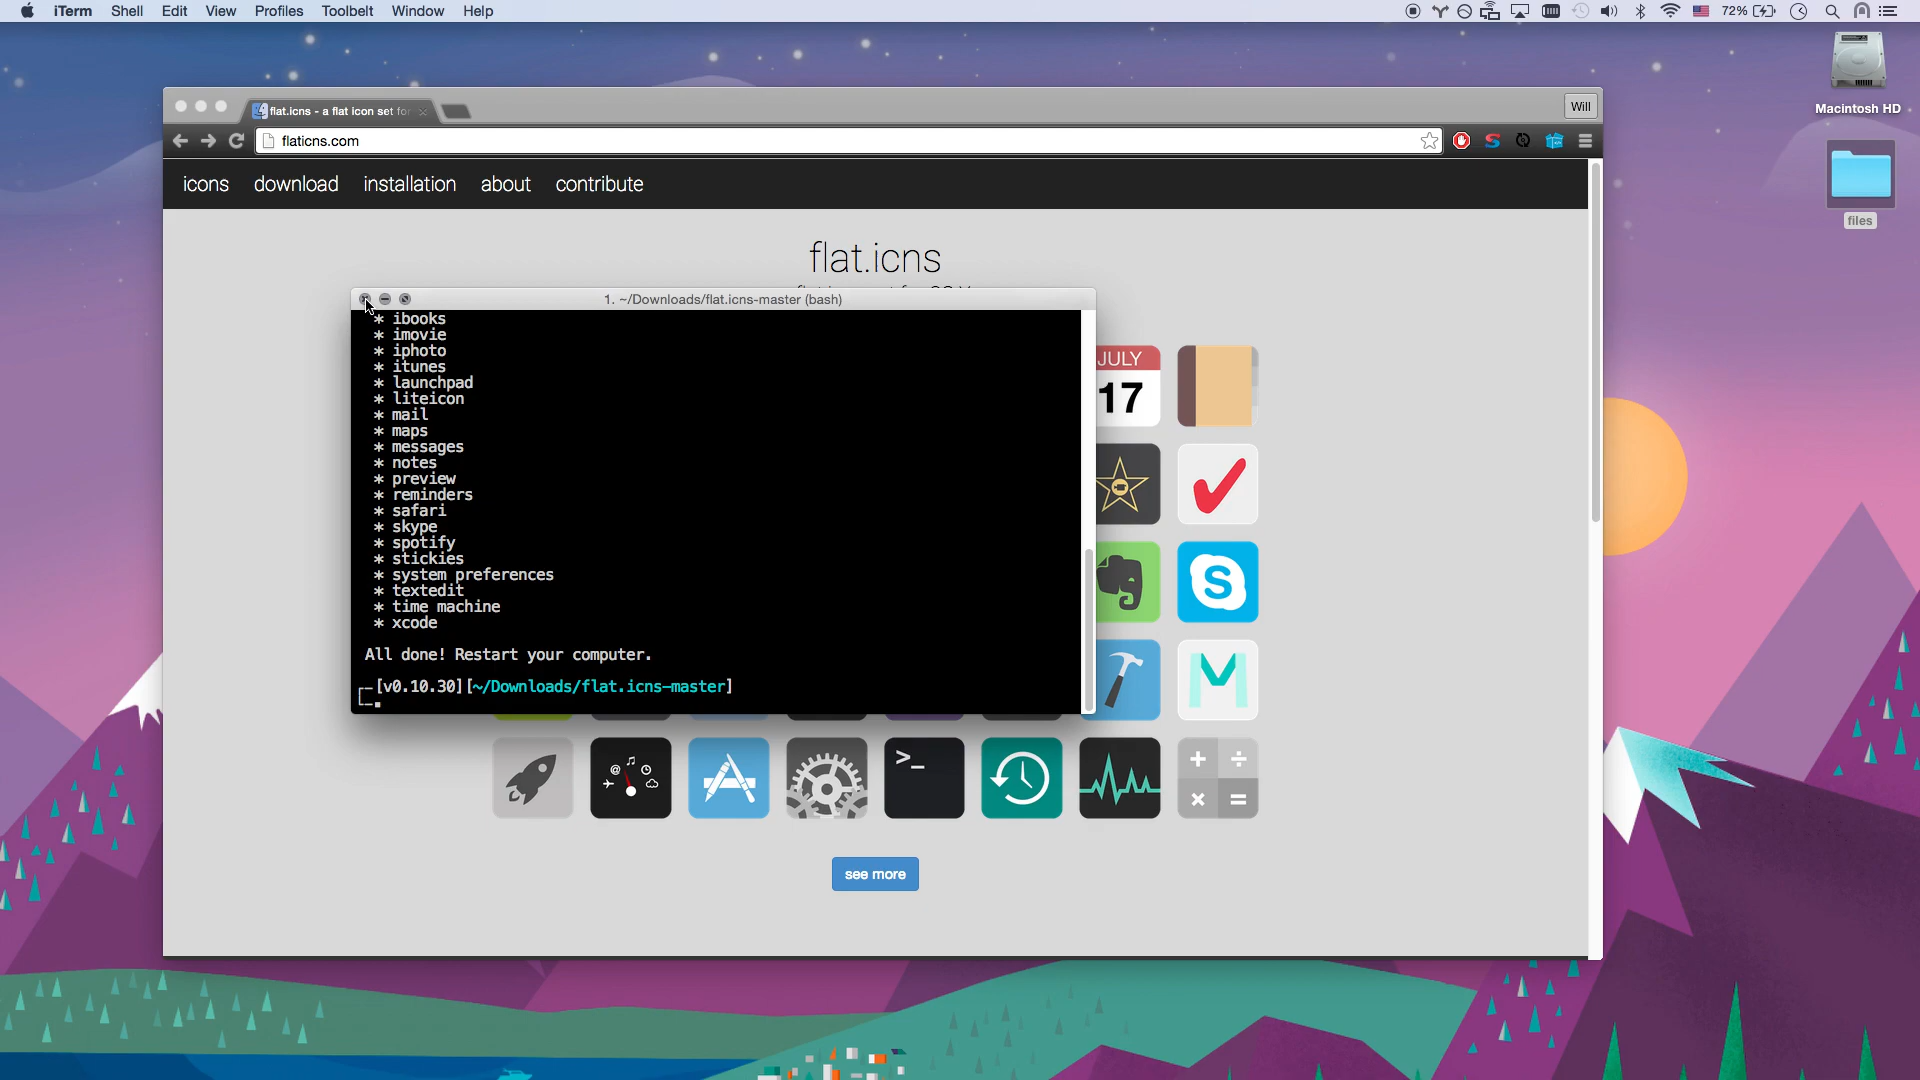 iTerm Shell Edit View Profiles Toolbelt Window Help
72%
Macintosh HD
files
flat.icns - a flat icon set for
Will
flaticns.com
icons download installation about contribute
flat.icns
1. ~/Downloads/flat.icns-master (bash)
* ibooks
* imovie
* iphoto
* itunes
* launchpad
* liteicon
* mail
* maps
* messages
* notes
* preview
* reminders
* safari
* skype
* spotify
* stickies
* system preferences
* textedit
* time machine
* xcode
All done! Restart your computer.
[v0.10.30][~/Downloads/flat.icns-master]
JULY
17
S
>_
+ ÷
× =
see more